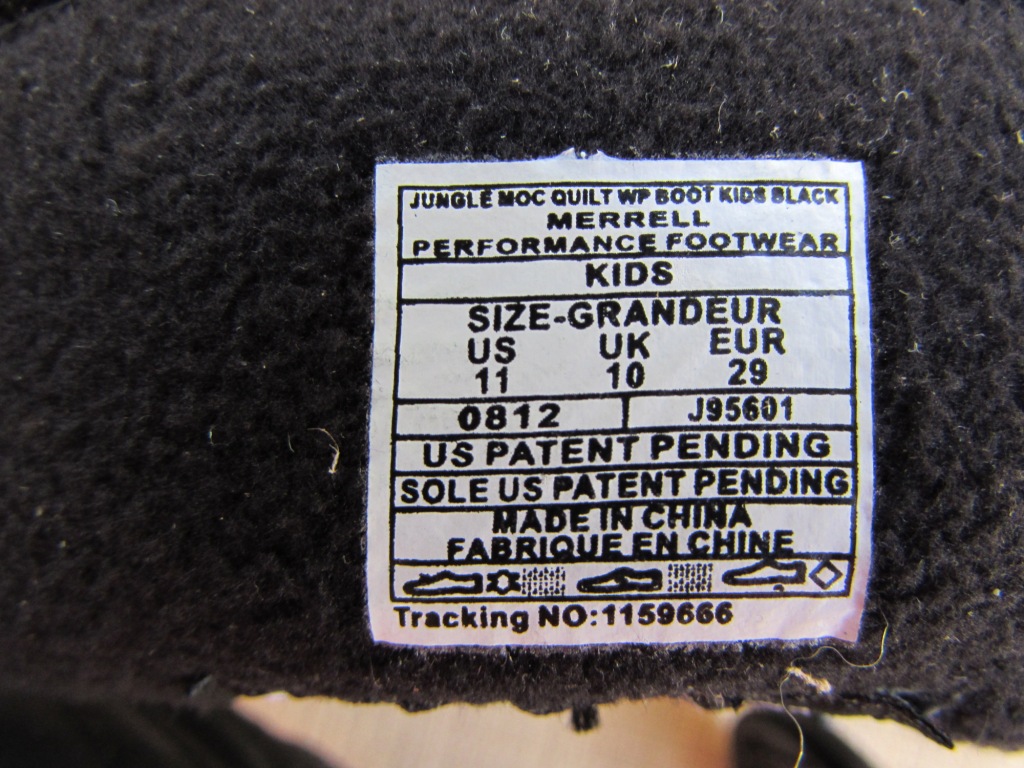 JUNGLE MOC QUILT WP BOOT KIDS BLACK
MERRELL
PERFORMANCE FOOTWEAR
KIDS
SIZE-GRANDEUR
US UK EUR
11 10 29
0812 J95601
US PATENT PENDING
SOLE US PATENT PENDING
MADE IN CHINA
FABRIQUE EN CHINE
Tracking NO:1159666